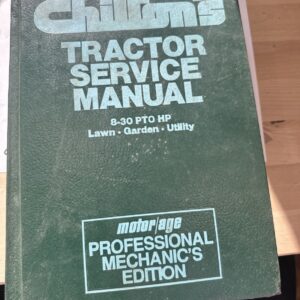 Chilton's
TRACTOR
SERVICE
MANUAL
8-30 PTO HP
Lawn • Garden • Utility
motor/age
PROFESSIONAL
MECHANIC'S
EDITION